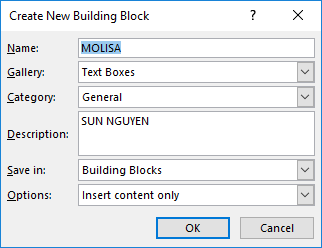 Create New Building Block ? ×
Name: MOLISA
Gallery: Text Boxes
Category: General
Description: SUN NGUYEN
Save in: Building Blocks
Options: Insert content only
OK Cancel